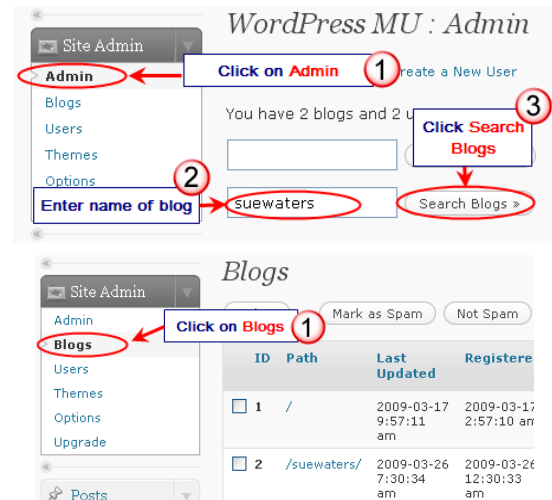 WordPress MU : Admin
Site Admin
Admin
Click on Admin
1
reate a New User
Blogs
You have 2 blogs and 2 u
3
Users
Click Search
Blogs
Themes
Options
2
Enter name of blog
suewaters
Search Blogs »
Blogs
Site Admin
Admin
Mark as Spam
Not Spam
Click on Blogs
1
Blogs
ID Path Last Updated Registere
Users
Themes
Options
1 / 2009-03-17 9:57:11 am 2009-03-17 2:57:10 am
Upgrade
2 /suewaters/ 2009-03-26 7:30:34 am 2009-03-26 12:30:33 am
Posts